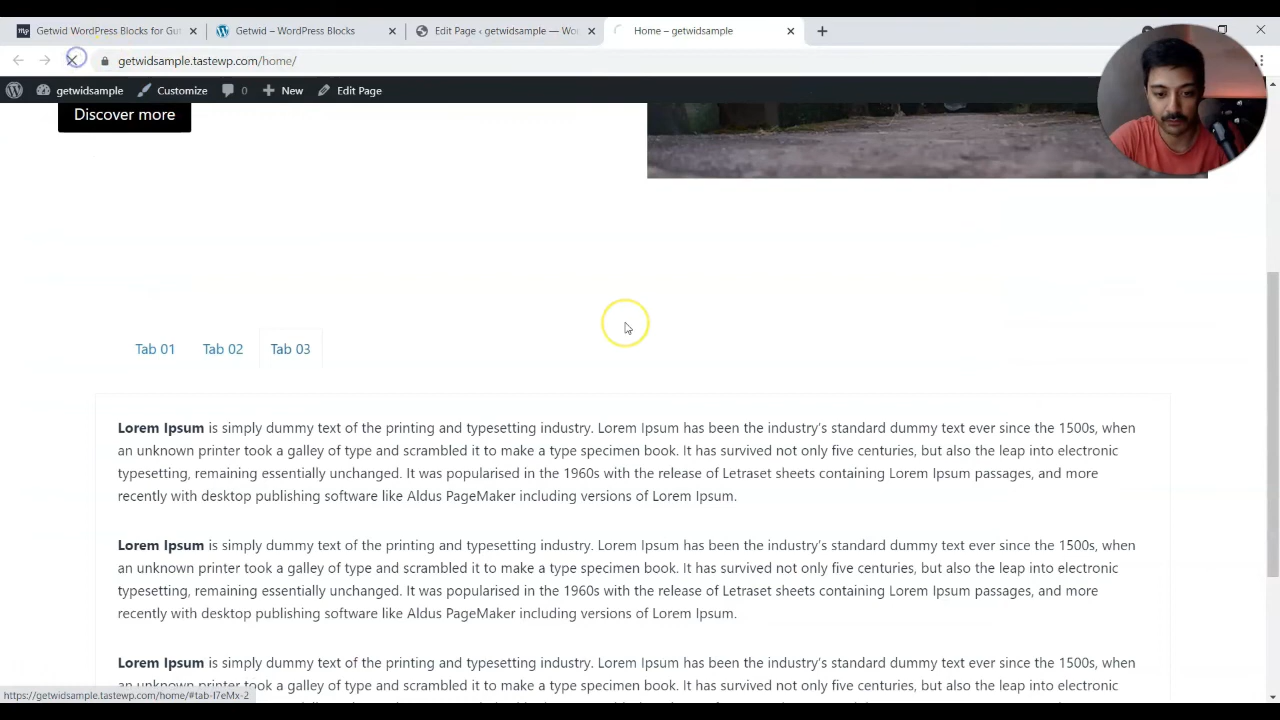 Getwid WordPress Blocks for Gut
Getwid – WordPress Blocks
Edit Page ‹ getwidsample — Wor
Home – getwidsample
getwidsample.tastewp.com/home/
getwidsample
Customize
0
New
Edit Page
Discover more
Tab 01
Tab 02
Tab 03
Lorem Ipsum is simply dummy text of the printing and typesetting industry. Lorem Ipsum has been the industry's standard dummy text ever since the 1500s, when
an unknown printer took a galley of type and scrambled it to make a type specimen book. It has survived not only five centuries, but also the leap into electronic
typesetting, remaining essentially unchanged. It was popularised in the 1960s with the release of Letraset sheets containing Lorem Ipsum passages, and more
recently with desktop publishing software like Aldus PageMaker including versions of Lorem Ipsum.
Lorem Ipsum is simply dummy text of the printing and typesetting industry. Lorem Ipsum has been the industry's standard dummy text ever since the 1500s, when
an unknown printer took a galley of type and scrambled it to make a type specimen book. It has survived not only five centuries, but also the leap into electronic
typesetting, remaining essentially unchanged. It was popularised in the 1960s with the release of Letraset sheets containing Lorem Ipsum passages, and more
recently with desktop publishing software like Aldus PageMaker including versions of Lorem Ipsum.
Lorem Ipsum is simply dummy text of the printing and typesetting industry. Lorem Ipsum has been the industry's standard dummy text ever since the 1500s, when
an unknown printer took a galley of type and scrambled it to make a type specimen book. It has survived not only five centuries, but also the leap into electronic
https://getwidsample.tastewp.com/home/#tab-I7eMx-2